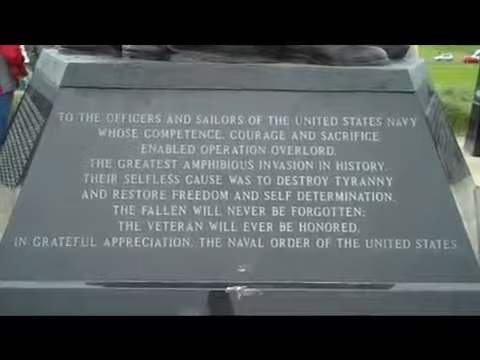 TO THE OFFICERS AND SAILORS OF THE UNITED STATES NAVY
WHOSE COMPETENCE, COURAGE AND SACRIFICE
ENABLED OPERATION OVERLORD,
THE GREATEST AMPHIBIOUS INVASION IN HISTORY.
THEIR SELFLESS CAUSE WAS TO DESTROY TYRANNY
AND RESTORE FREEDOM AND SELF DETERMINATION.
THE FALLEN WILL NEVER BE FORGOTTEN;
THE VETERAN WILL EVER BE HONORED.
IN GRATEFUL APPRECIATION, THE NAVAL ORDER OF THE UNITED STATES.